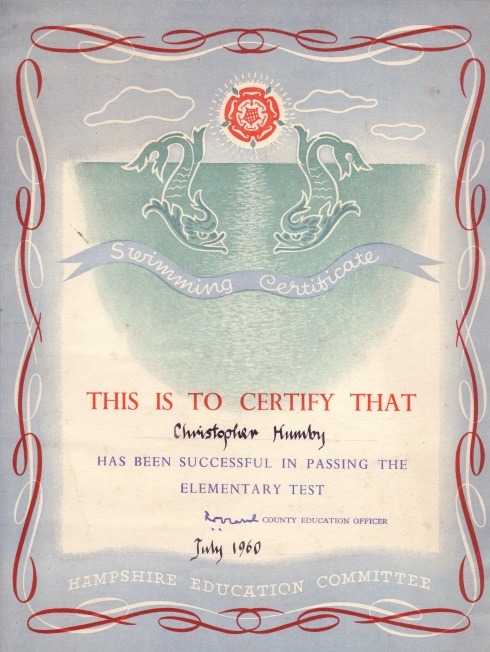 Swimming Certificate
THIS IS TO CERTIFY THAT
Christopher Humby
HAS BEEN SUCCESSFUL IN PASSING THE
ELEMENTARY TEST
COUNTY EDUCATION OFFICER
July 1960
HAMPSHIRE EDUCATION COMMITTEE